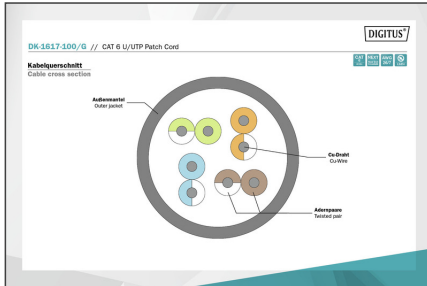 DIGITUS®
DK-1617-100/G // CAT 6 U/UTP Patch Cord
Kabelquerschnitt
Cable cross section
Außenmantel
Outer jacket
Cu-Draht
Cu-Wire
Adernpaare
Twisted pair